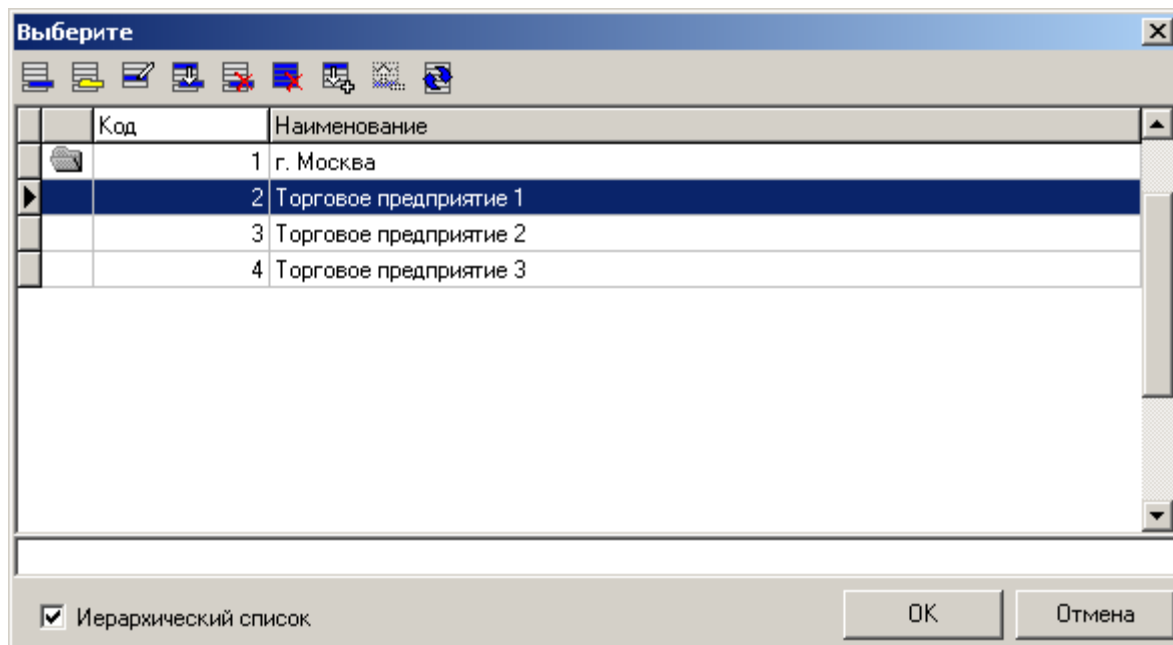 Выберите
Код Наименование
1 г. Москва
2 Торговое предприятие 1
3 Торговое предприятие 2
4 Торговое предприятие 3
Иерархический список OK Отмена